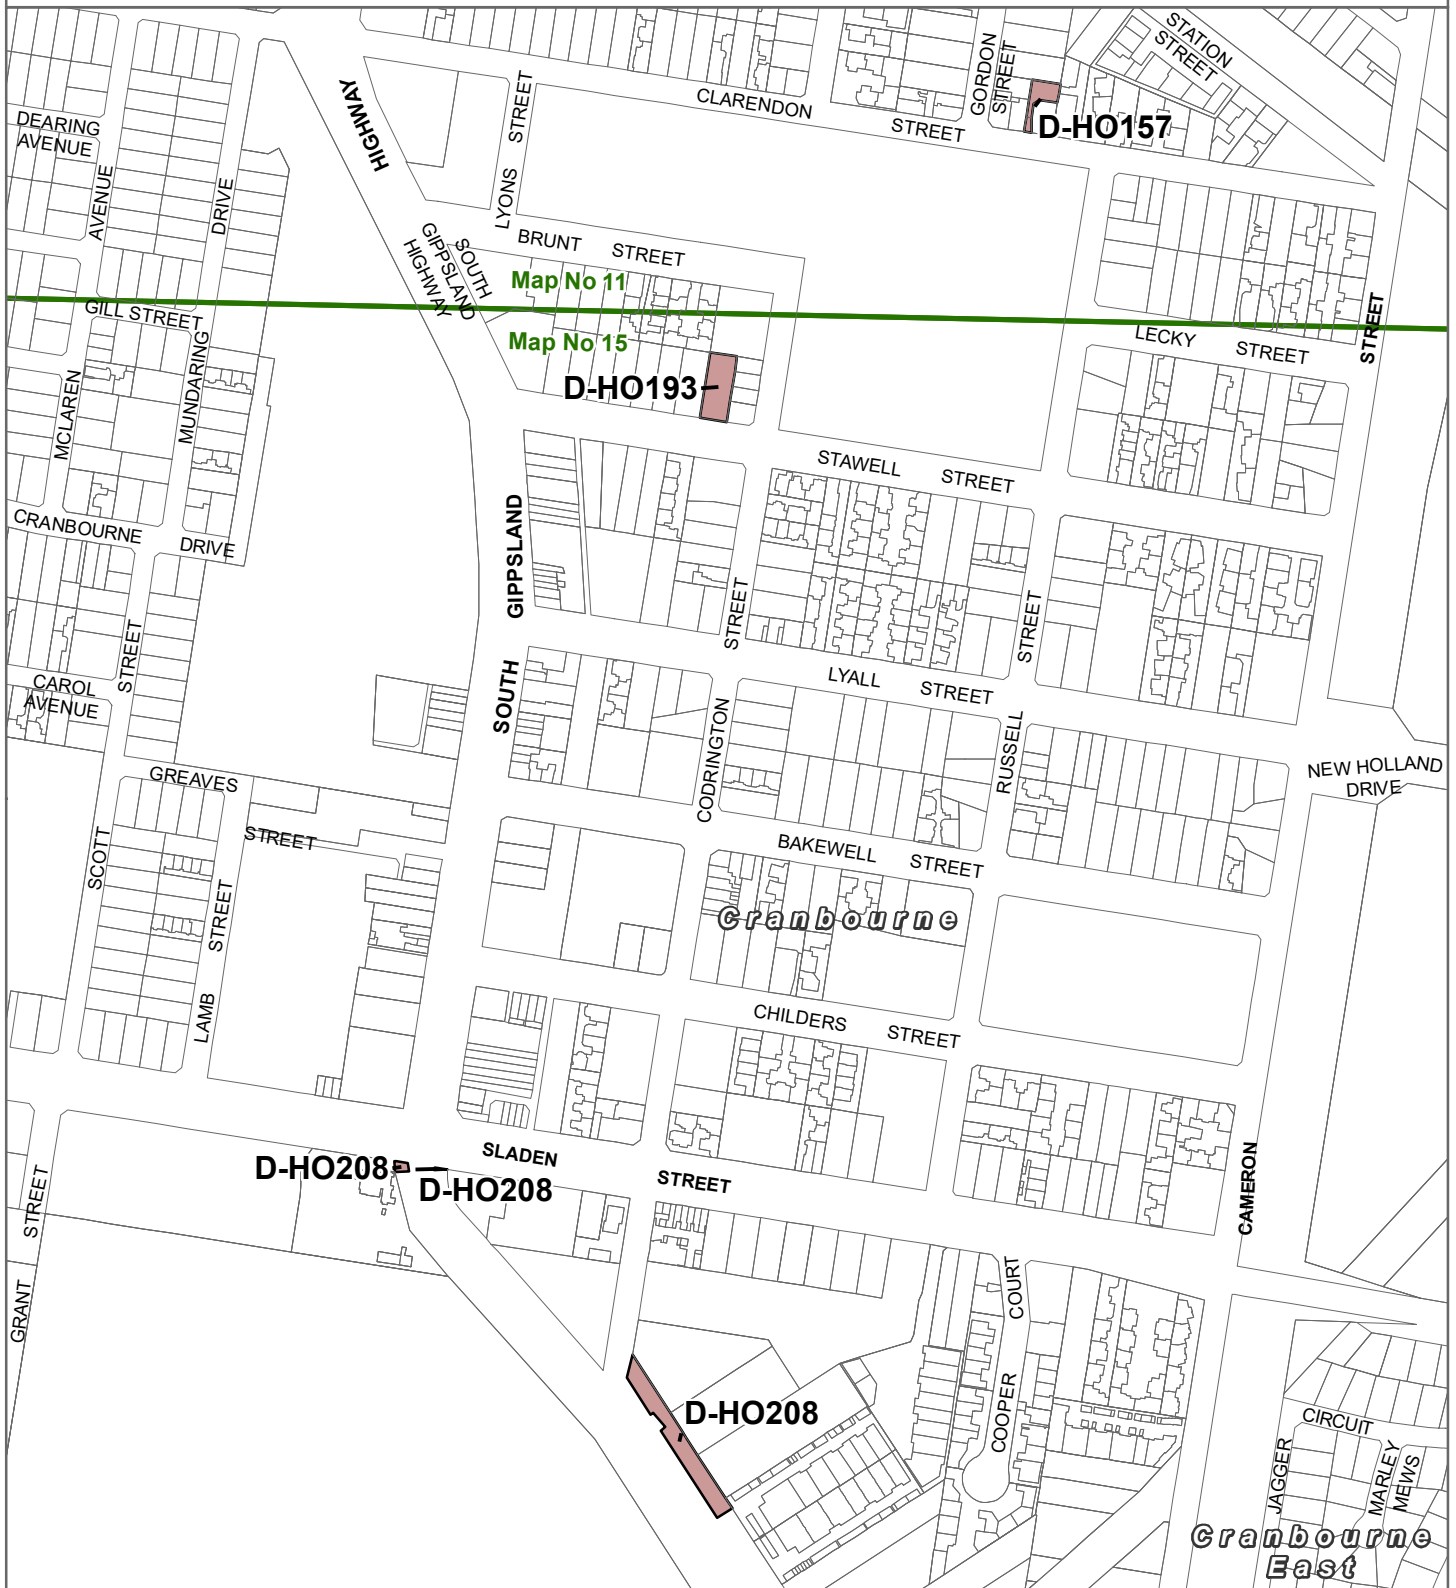 STATION
STREET
GORDON
STREET
HIGHWAY
STREET
CLARENDON
STREET
D-HO157
DEARING
AVENUE
AVENUE
DRIVE
LYONS
BRUNT
STREET
SOUTH
GIPPSLAND
HIGHWAY
Map No 11
GILL STREET
Map No 15
LECKY
STREET
STREET
MUNDARING
D-HO193
MCLAREN
STAWELL
STREET
CRANBOURNE
DRIVE
GIPPSLAND
STREET
STREET
STREET
CAROL
AVENUE
SOUTH
LYALL
STREET
CODRINGTON
RUSSELL
NEW HOLLAND
DRIVE
GREAVES
STREET
SCOTT
BAKEWELL
STREET
STREET
Cranbourne
LAMB
CHILDERS
STREET
SLADEN
STREET
D-HO208
D-HO208
STREET
CAMERON
GRANT
COURT
COOPER
D-HO208
CIRCUIT
JAGGER
MARLEY
MEWS
Cranbourne
East